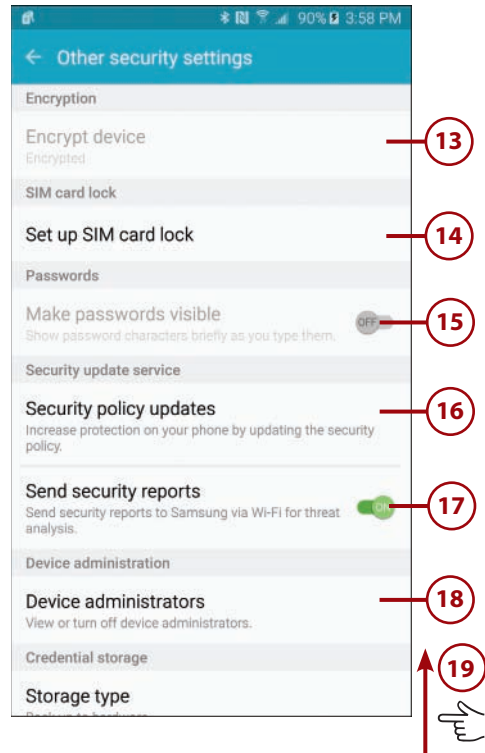 90% 3:58 PM
Other security settings
Encryption
Encrypt device
Encrypted
13
SIM card lock
Set up SIM card lock
14
Passwords
Make passwords visible
Show password characters briefly as you type them.
OFF
15
Security update service
Security policy updates
Increase protection on your phone by updating the security
policy.
16
Send security reports
Send security reports to Samsung via Wi-Fi for threat
analysis.
ON
17
Device administration
Device administrators
View or turn off device administrators.
18
Credential storage
19
Storage type